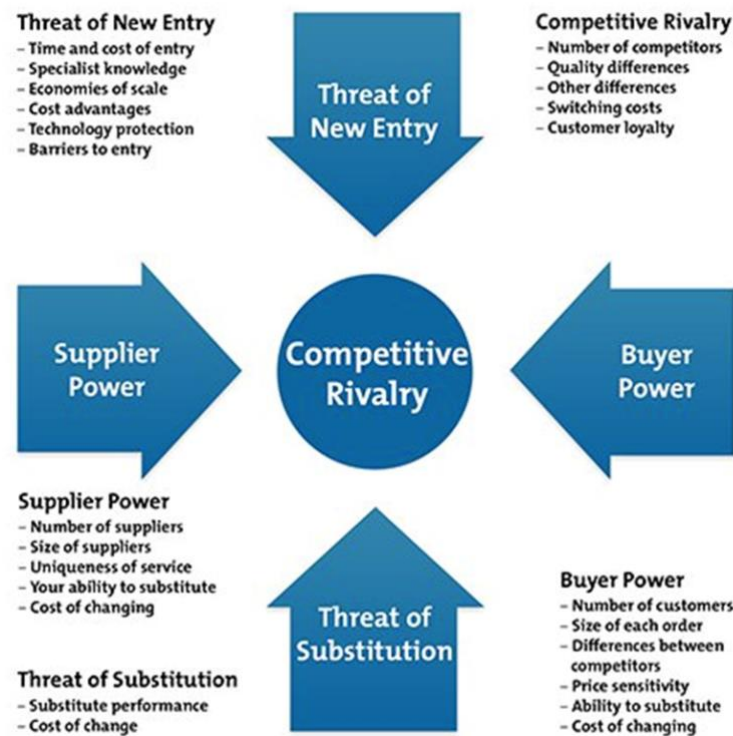 Threat of New Entry
– Time and cost of entry
– Specialist knowledge
– Economies of scale
– Cost advantages
– Technology protection
– Barriers to entry
Threat of
New Entry
Competitive Rivalry
– Number of competitors
– Quality differences
– Other differences
– Switching costs
– Customer loyalty
Supplier
Power
Competitive
Rivalry
Buyer
Power
Supplier Power
– Number of suppliers
– Size of suppliers
– Uniqueness of service
– Your ability to substitute
– Cost of changing
Threat of
Substitution
Buyer Power
– Number of customers
– Size of each order
– Differences between
competitors
– Price sensitivity
– Ability to substitute
– Cost of changing
Threat of Substitution
– Substitute performance
– Cost of change